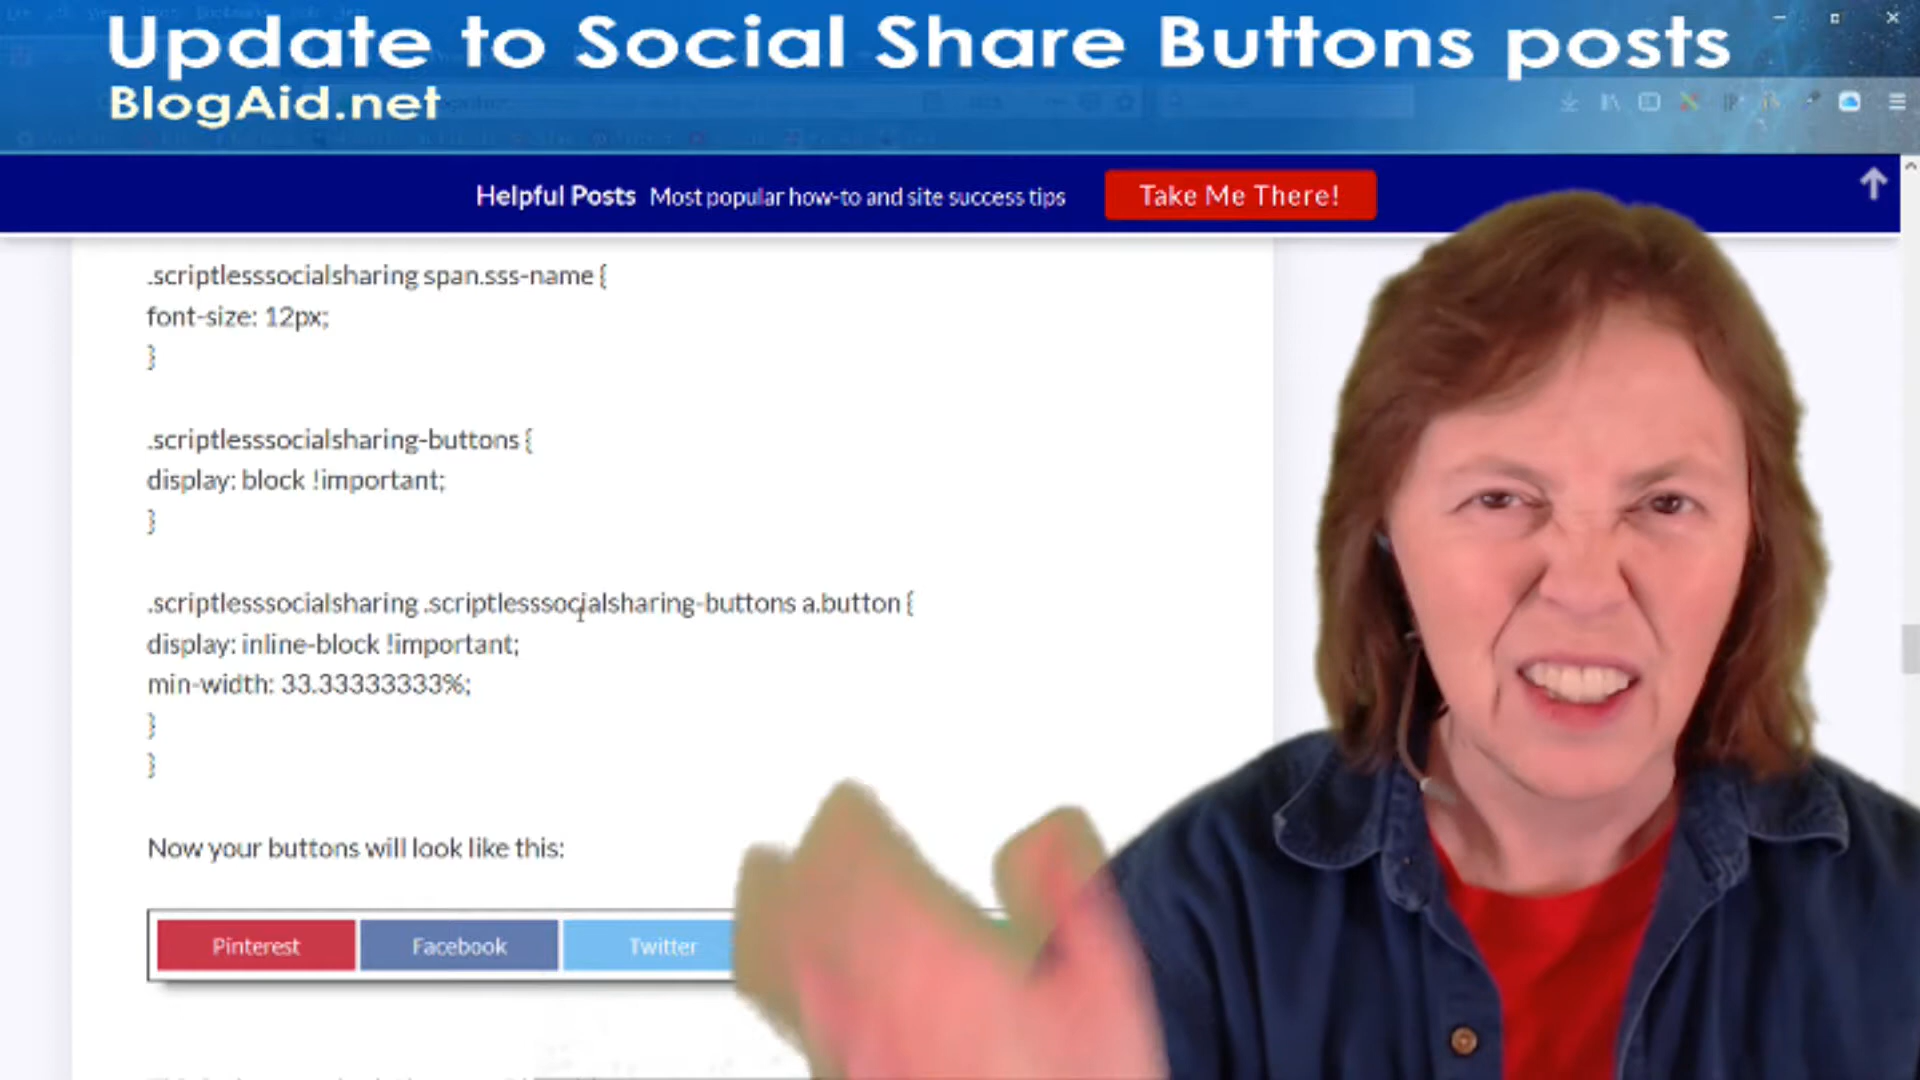 Update to Social Share Buttons posts
BlogAid.net
Helpful Posts Most popular how-to and site success tips Take Me There!
.scriptlesssocialsharing span.sss-name {
font-size: 12px;
}
.scriptlesssocialsharing-buttons {
display: block !important;
}
.scriptlesssocialsharing .scriptlesssocialsharing-buttons a.button {
display: inline-block !important;
min-width: 33.33333333%;
}
}
Now your buttons will look like this:
Pinterest Facebook Twitter